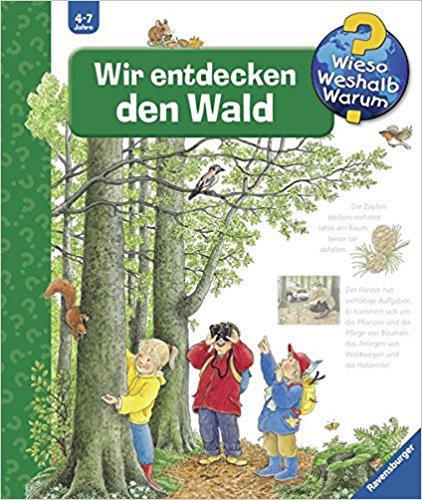 4-7
Jahre
Wir entdecken
den Wald
?
Wieso
Weshalb
Warum
Die Zapfen
bleiben mehrere
Jahre am Baum,
bevor sie
abfallen.
Der Förster hat
vielfältige Aufgaben.
Er kümmert sich um
die Pflanzen und die
Pflege von Bäumen,
das Anlegen von
Waldwegen und
die Holzernte.
Ravensburger